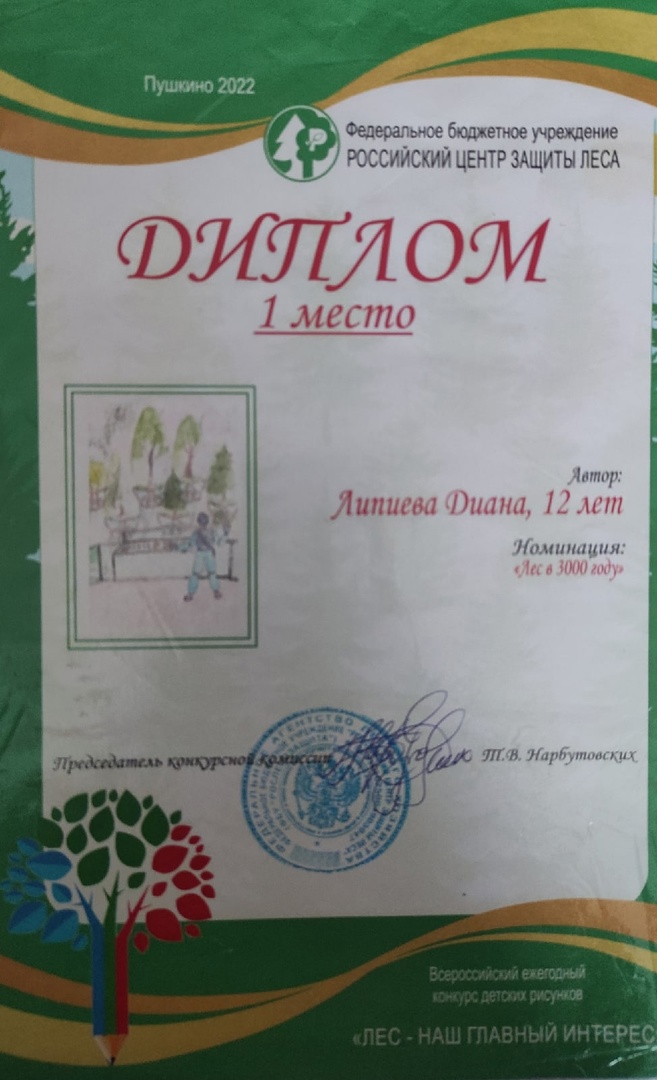 Пушкино 2022
Федеральное бюджетное учреждение
РОССИЙСКИЙ ЦЕНТР ЗАЩИТЫ ЛЕСА
ДИПЛОМ
1 место
Автор:
Липиева Диана, 12 лет
Номинация:
«Лес в 3000 году»
Председатель конкурсной комиссии
Т.В. Нарбутовских
Всероссийский ежегодный
конкурс детских рисунков
«ЛЕС - НАШ ГЛАВНЫЙ ИНТЕРЕС